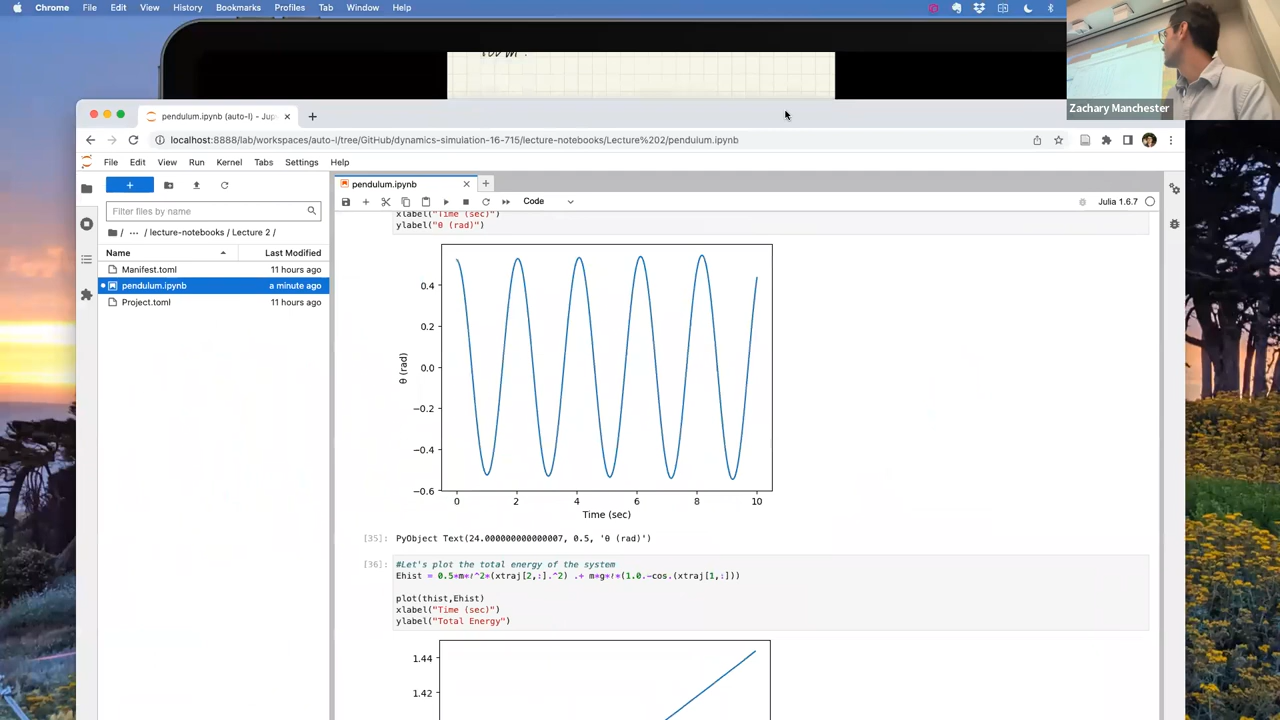 Chrome File Edit View History Bookmarks Profiles Tab Window Help
Zachary Manchester
pendulum.ipynb (auto-l) - Jup
localhost:8888/lab/workspaces/auto-l/tree/GitHub/dynamics-simulation-16-715/lecture-notebooks/Lecture%202/pendulum.ipynb
File Edit View Run Kernel Tabs Settings Help
pendulum.ipynb
Code
Julia 1.6.7
Filter files by name
/ ... / lecture-notebooks / Lecture 2 /
Name Last Modified
Manifest.toml 11 hours ago
pendulum.ipynb a minute ago
Project.toml 11 hours ago
xlabel("Time (sec)")
ylabel("θ (rad)")
0.4
0.2
0.0
−0.2
−0.4
−0.6
θ (rad)
0 2 4 6 8 10
Time (sec)
[35]: PyObject Text(24.000000000000007, 0.5, 'θ (rad)')
[36]: #Let's plot the total energy of the system
Ehist = 0.5*m*ℓ^2*(xtraj[2,:].^2) .+ m*g*ℓ*(1.0.-cos.(xtraj[1,:]))
plot(thist,Ehist)
xlabel("Time (sec)")
ylabel("Total Energy")
1.44
1.42